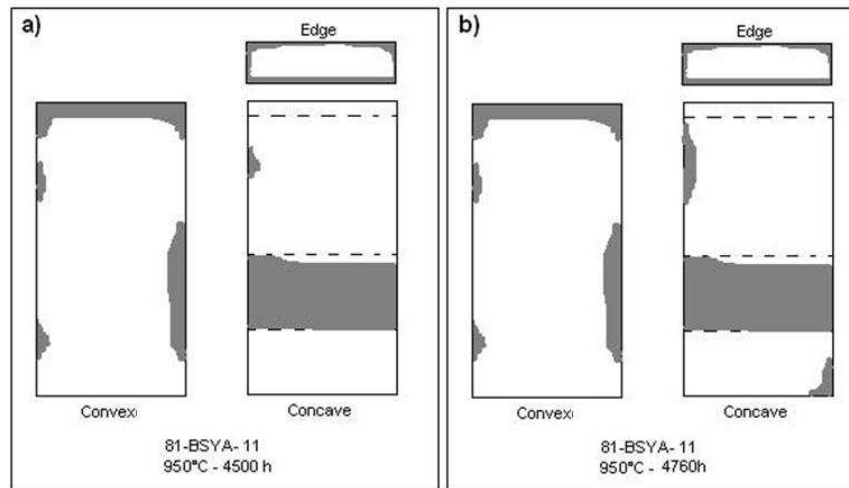 a)
Edge
Convex
Concave
81-BSYA- 11
950°C - 4500 h
b)
Edge
Convex
Concave
81-BSYA- 11
950°C - 4760h